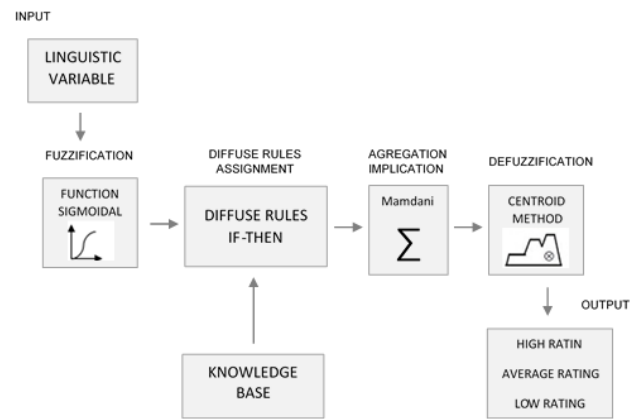 INPUT
LINGUISTIC
VARIABLE
FUZZIFICATION
FUNCTION
SIGMOIDAL
DIFFUSE RULES
ASSIGNMENT
DIFFUSE RULES
IF-THEN
KNOWLEDGE
BASE
AGREGATION
IMPLICATION
Mamdani
∑
DEFUZZIFICATION
CENTROID
METHOD
OUTPUT
HIGH RATIN
AVERAGE RATING
LOW RATING